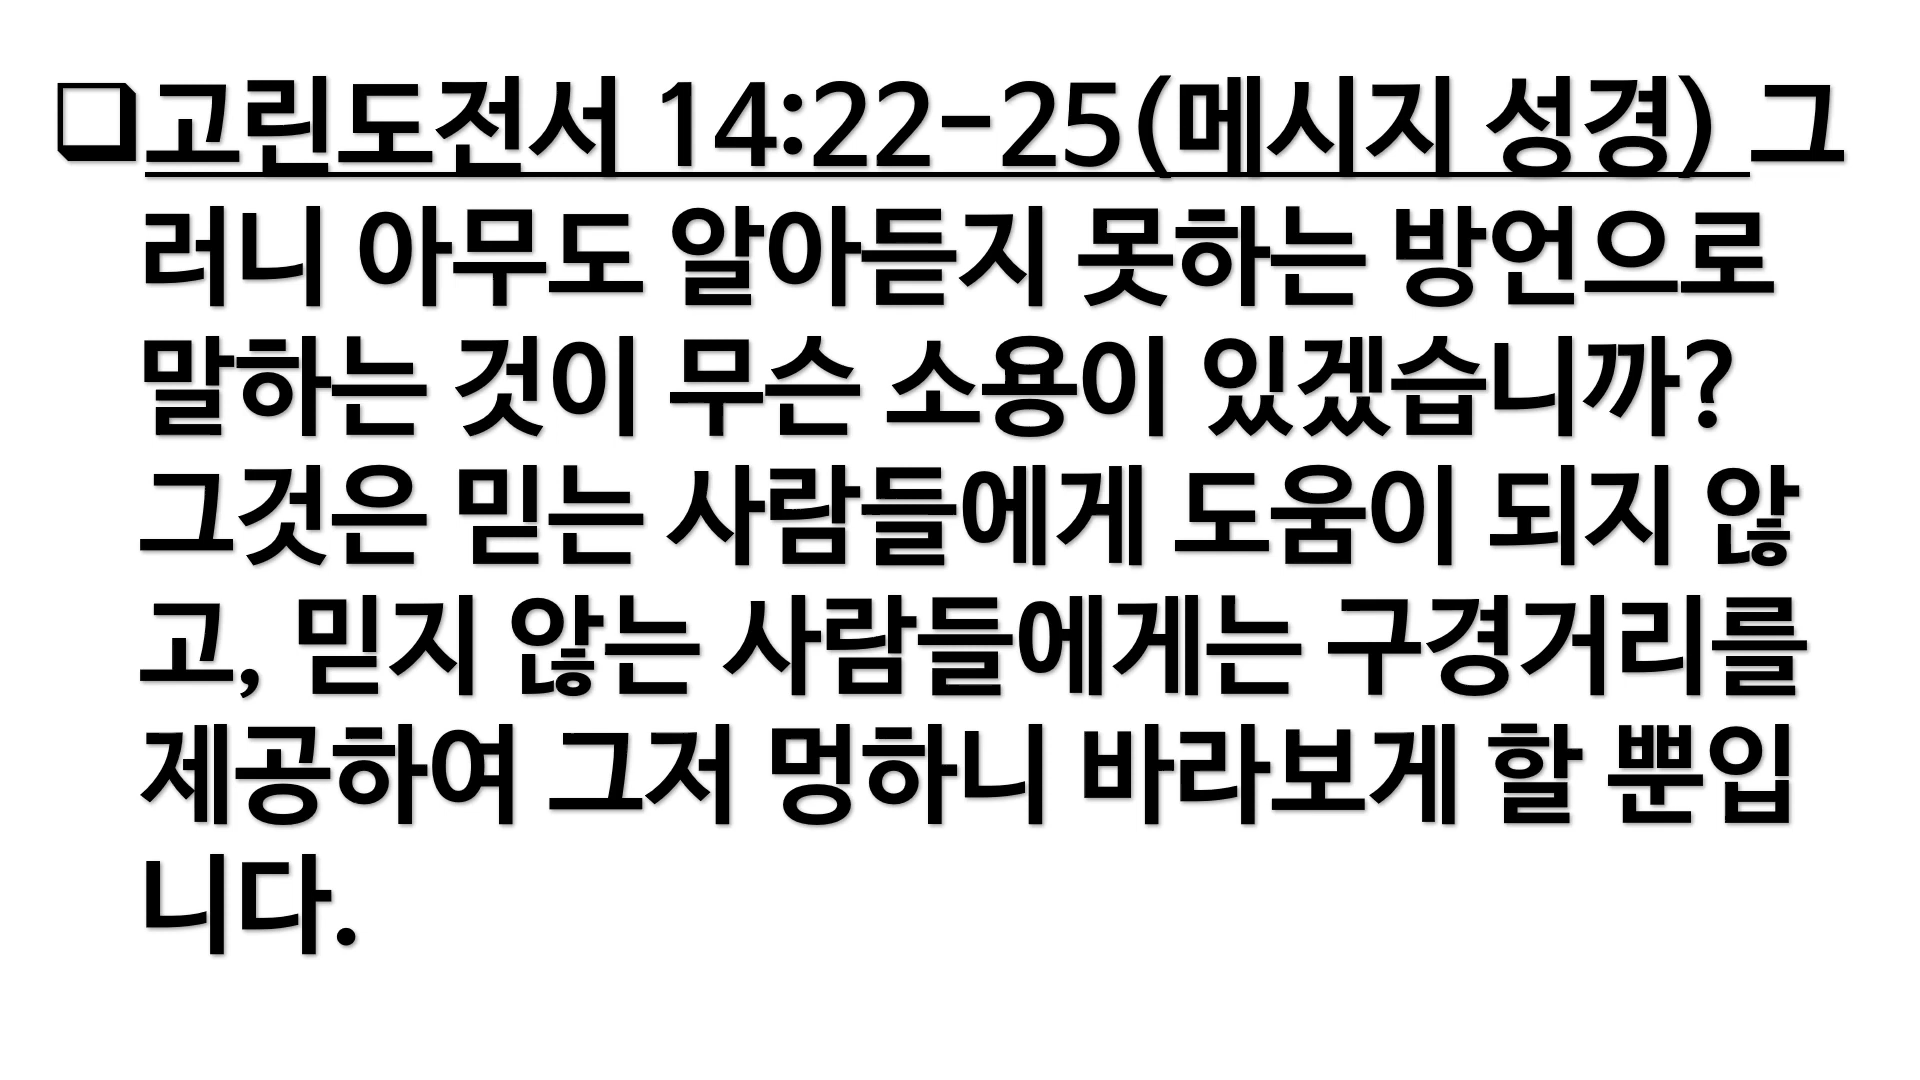 ❑고린도전서 14:22-25(메시지 성경) 그
러니 아무도 알아듣지 못하는 방언으로
말하는 것이 무슨 소용이 있겠습니까?
그것은 믿는 사람들에게 도움이 되지 않
고, 믿지 않는 사람들에게는 구경거리를
제공하여 그저 멍하니 바라보게 할 뿐입
니다.